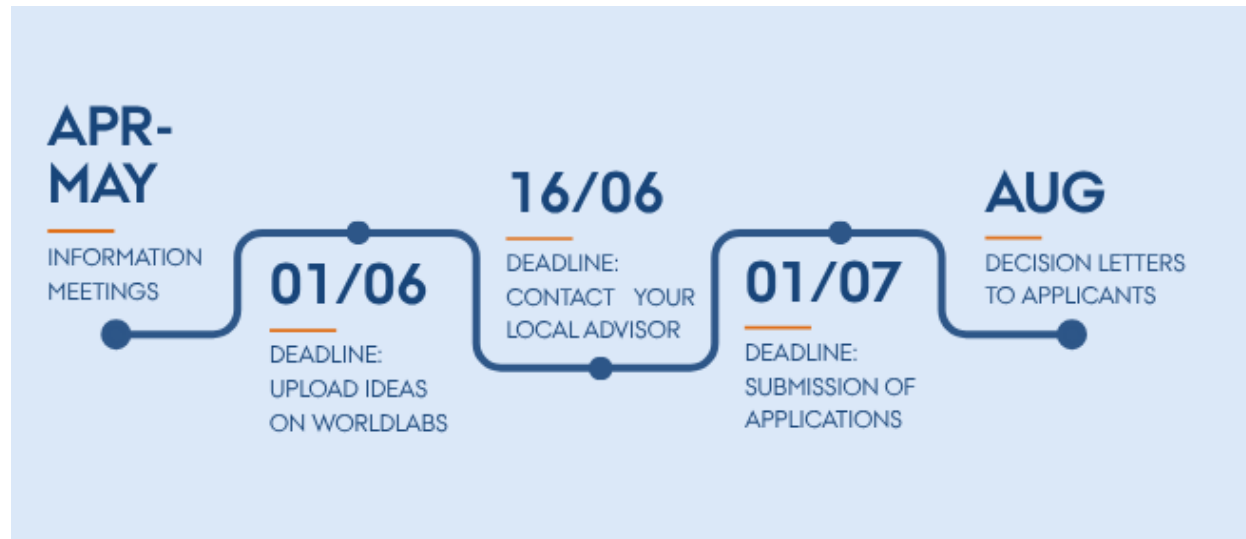 APR-
MAY
INFORMATION
MEETINGS
01/06
DEADLINE:
UPLOAD IDEAS
ON WORLDLABS
16/06
DEADLINE:
CONTACT YOUR
LOCAL ADVISOR
01/07
DEADLINE:
SUBMISSION OF
APPLICATIONS
AUG
DECISION LETTERS
TO APPLICANTS